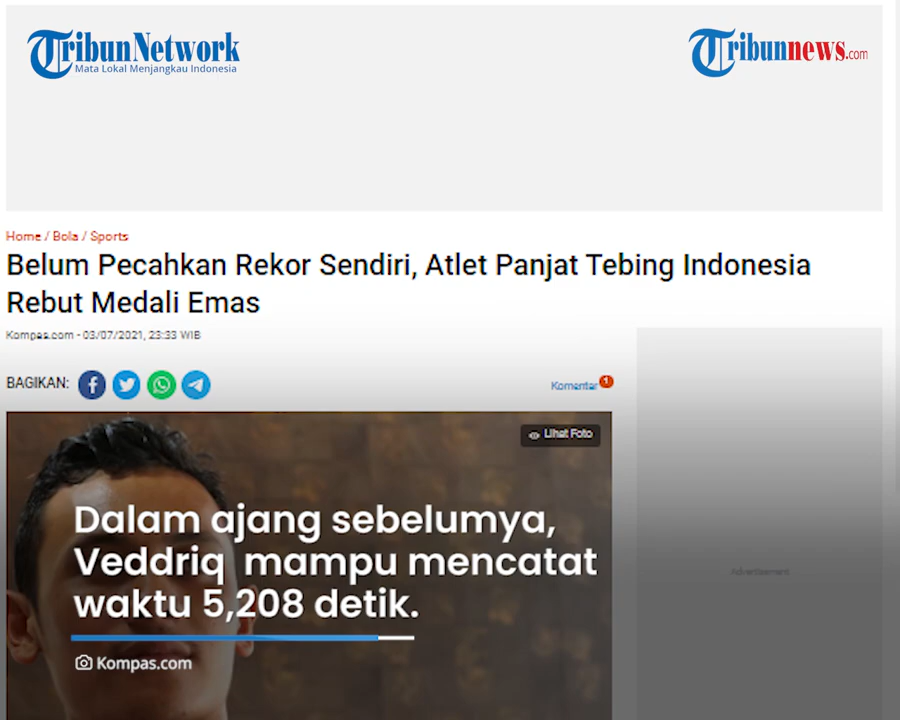 Tribun Network
Mata Lokal Menjangkau Indonesia
Tribunnews.com
Home / Bola / Sports
Belum Pecahkan Rekor Sendiri, Atlet Panjat Tebing Indonesia
Rebut Medali Emas
Kompas.com - 03/07/2021, 23:33 WIB
BAGIKAN:
Komentar 1
Lihat Foto
Dalam ajang sebelumya,
Veddriq mampu mencatat
waktu 5,208 detik.
Kompas.com
Advertisement